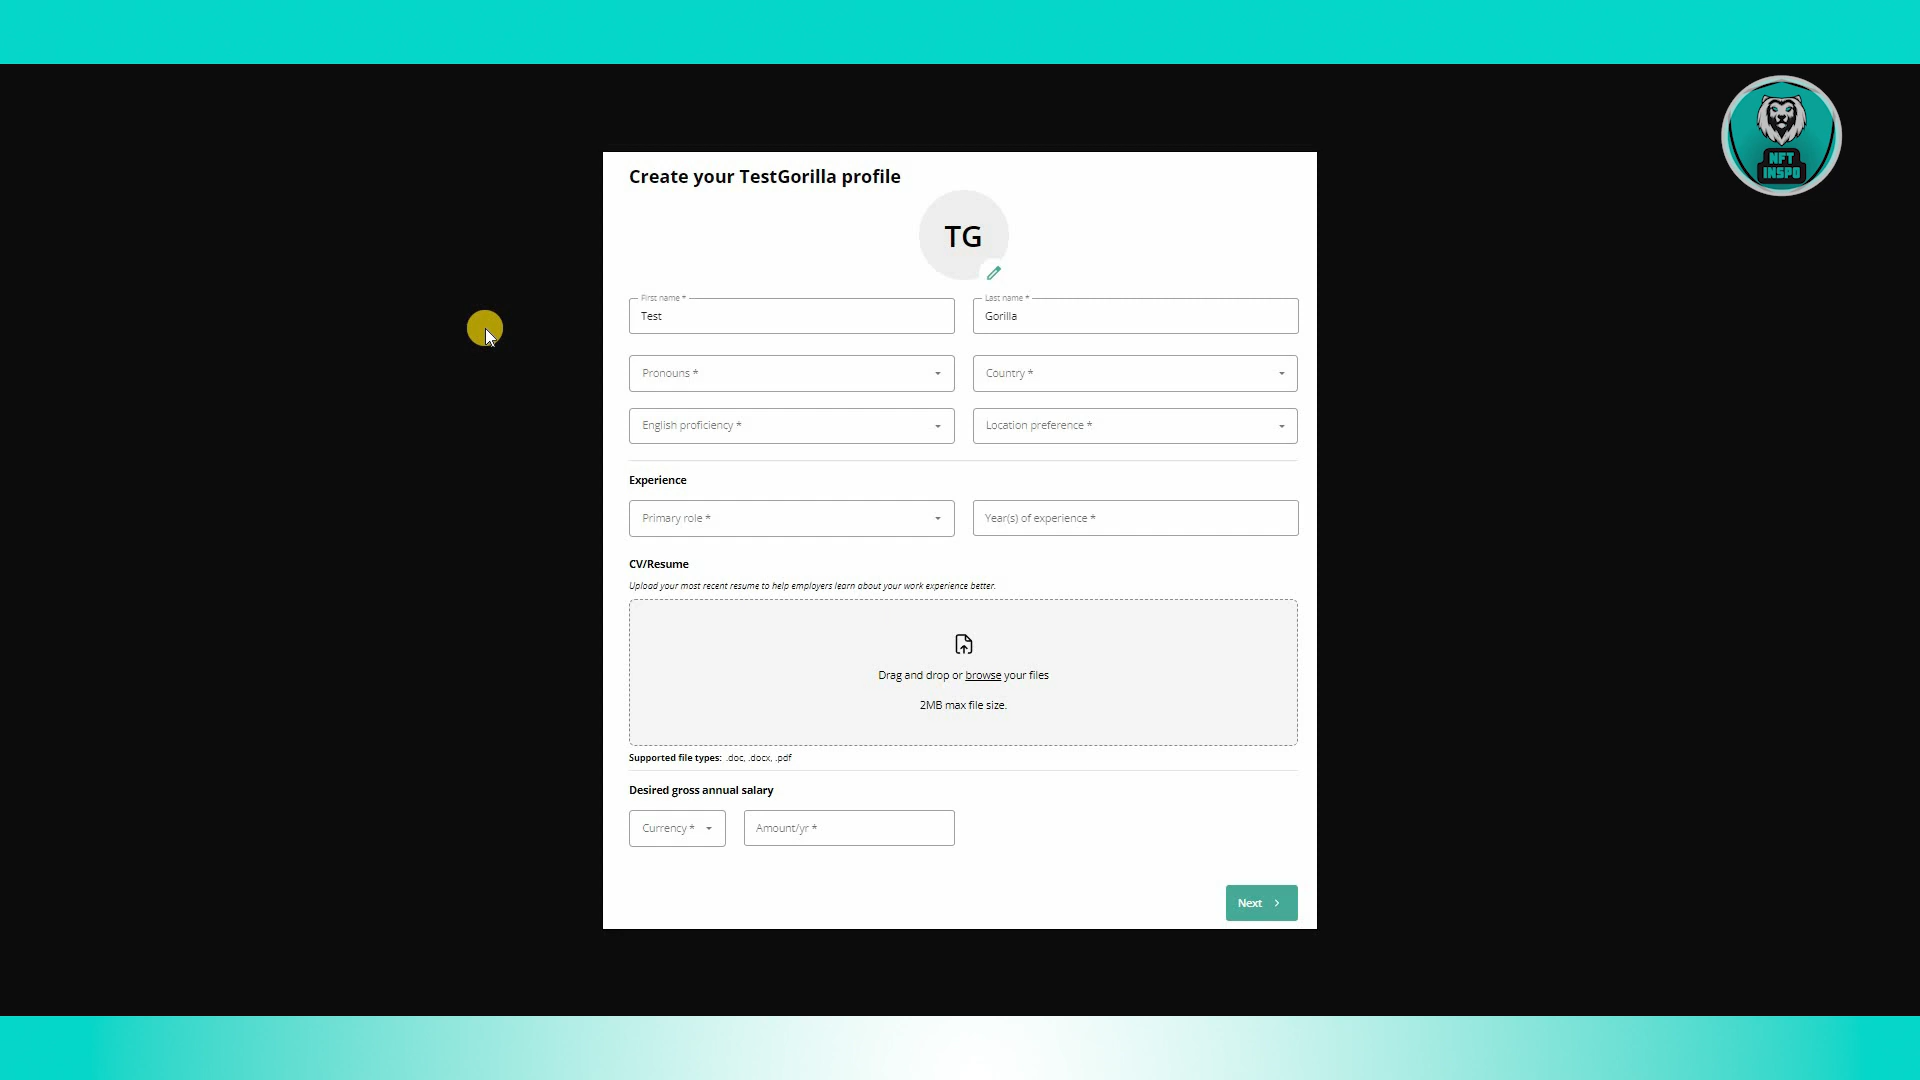 NFT
INSPO
Create your TestGorilla profile
TG
First name *
Last name *
Test
Gorilla
Pronouns *
Country *
English proficiency *
Location preference *
Experience
Primary role *
Year(s) of experience *
CV/Resume
Upload your most recent resume to help employers learn about your work experience better.
Drag and drop or browse your files
2MB max file size.
Supported file types: .doc, .docx, .pdf
Desired gross annual salary
Currency *
Amount/yr *
Next